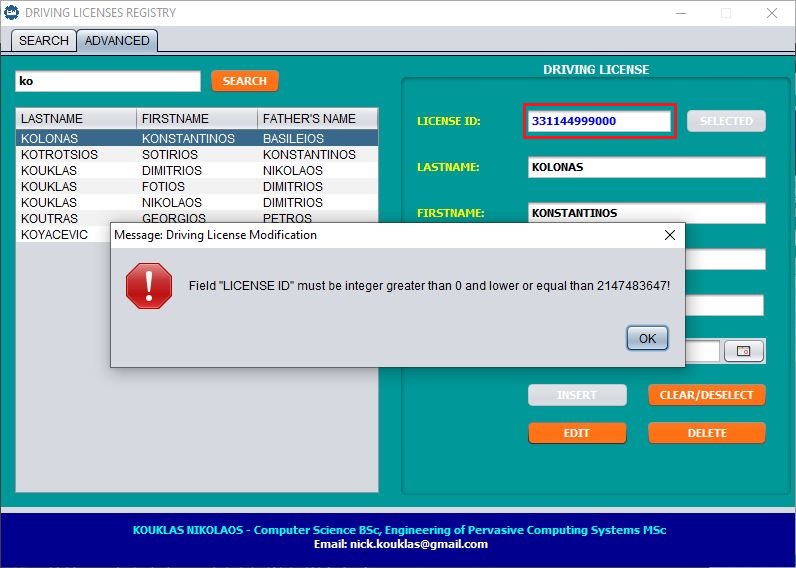 DRIVING LICENSES REGISTRY
SEARCH ADVANCED
ko SEARCH
LASTNAME FIRSTNAME FATHER'S NAME
KOLONAS KONSTANTINOS BASILEIOS
KOTROTSIOS SOTIRIOS KONSTANTINOS
KOUKLAS DIMITRIOS NIKOLAOS
KOUKLAS FOTIOS DIMITRIOS
KOUKLAS NIKOLAOS DIMITRIOS
KOUTRAS GEORGIOS PETROS
KOYACEVIC
DRIVING LICENSE
LICENSE ID: 331144999000 SELECTED
LASTNAME: KOLONAS
FIRSTNAME: KONSTANTINOS
Message: Driving License Modification
Field "LICENSE ID" must be integer greater than 0 and lower or equal than 2147483647!
OK
INSERT CLEAR/DESELECT
EDIT DELETE
KOUKLAS NIKOLAOS - Computer Science BSc, Engineering of Pervasive Computing Systems MSc
Email: nick.kouklas@gmail.com